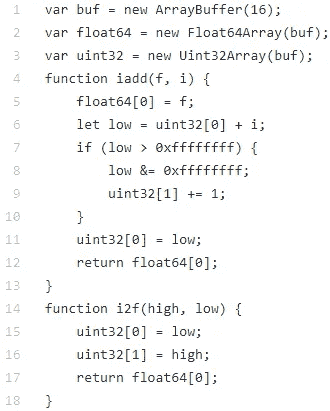 1 var buf = new ArrayBuffer(16);
2 var float64 = new Float64Array(buf);
3 var uint32 = new Uint32Array(buf);
4 function iadd(f, i) {
5     float64[0] = f;
6     let low = uint32[0] + i;
7     if (low > 0xffffffff) {
8         low &= 0xffffffff;
9         uint32[1] += 1;
10     }
11     uint32[0] = low;
12     return float64[0];
13 }
14 function i2f(high, low) {
15     uint32[0] = low;
16     uint32[1] = high;
17     return float64[0];
18 }